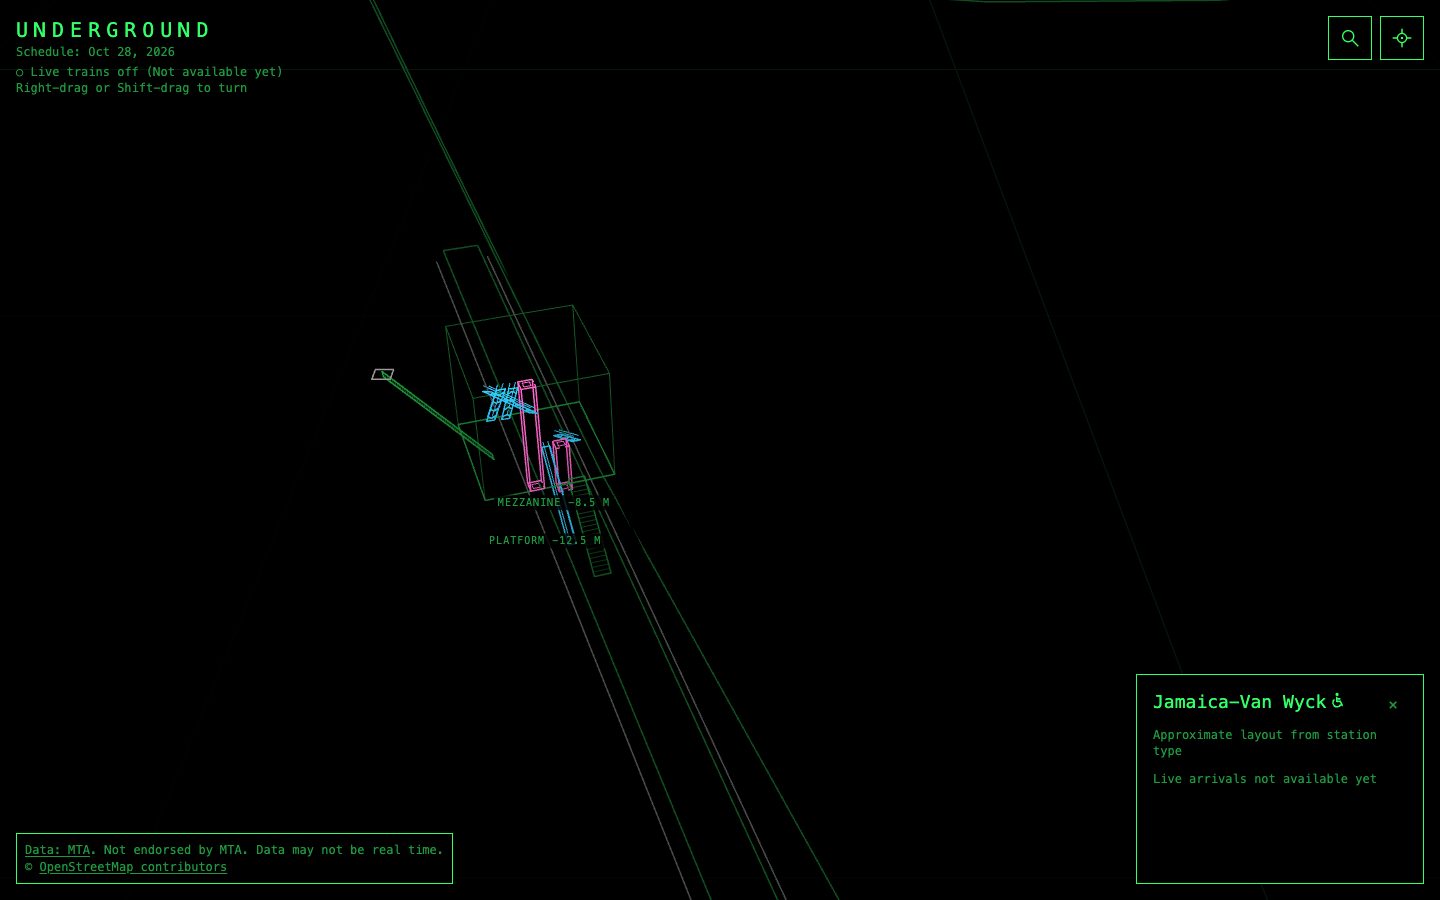 UNDERGROUND
Schedule: Oct 28, 2026
○ Live trains off (Not available yet)
Right-drag or Shift-drag to turn
MEZZANINE -8.5 M
PLATFORM -12.5 M
Jamaica-Van Wyck ♿ ×
Approximate layout from station
type
Live arrivals not available yet
Data: MTA. Not endorsed by MTA. Data may not be real time.
© OpenStreetMap contributors